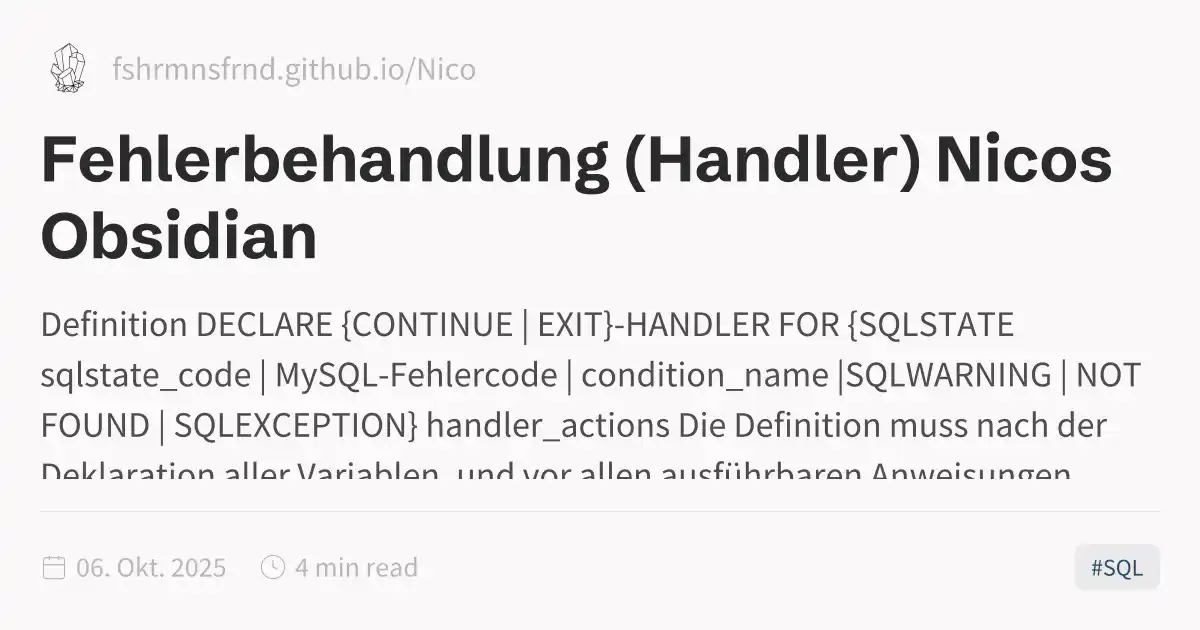 fshrmnsfrnd.github.io/Nico
Fehlerbehandlung (Handler) Nicos
Obsidian
Definition DECLARE {CONTINUE | EXIT}-HANDLER FOR {SQLSTATE
sqlstate_code | MySQL-Fehlercode | condition_name |SQLWARNING | NOT
FOUND | SQLEXCEPTION} handler_actions Die Definition muss nach der
Deklaration aller Variablen, und vor allen ausführbaren Anweisungen
06. Okt. 2025
4 min read
#SQL